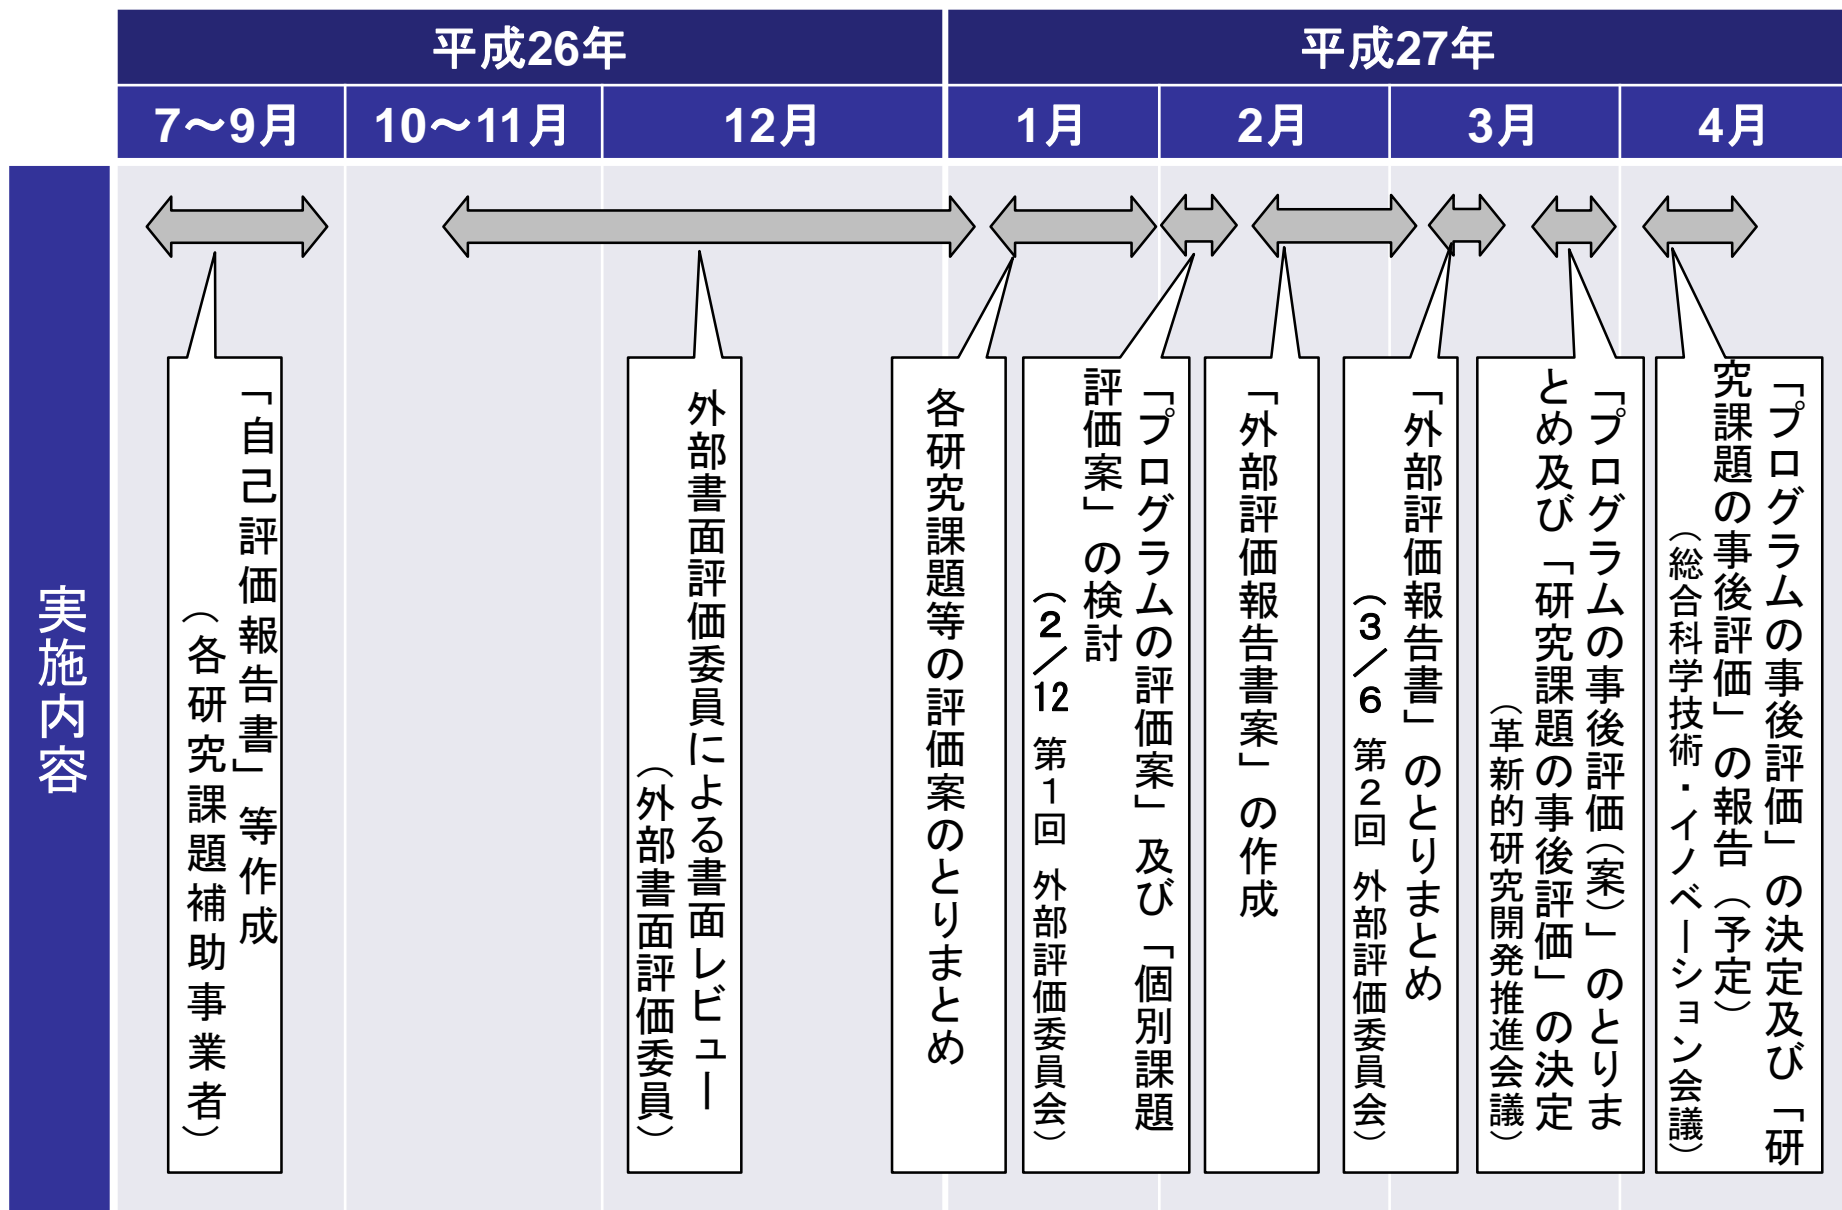 平成26年
平成27年
7～9月
10～11月
12月
1月
2月
3月
4月
実施内容
「自己評価報告書」等作成
（各研究課題補助事業者）
外部書面評価委員による書面レビュー
（外部書面評価委員）
各研究課題等の評価案のとりまとめ
「プログラムの評価案」及び「個別課題
評価案」の検討
（2／12 第1回 外部評価委員会）
「外部評価報告書案」の作成
「外部評価報告書」のとりまとめ
（3／6 第2回 外部評価委員会）
「プログラムの事後評価（案）」のとりま
とめ及び「研究課題の事後評価」の決定
（革新的研究開発推進会議）
「プログラムの事後評価」の決定及び「研
究課題の事後評価」の報告（予定）
（総合科学技術・イノベーション会議）